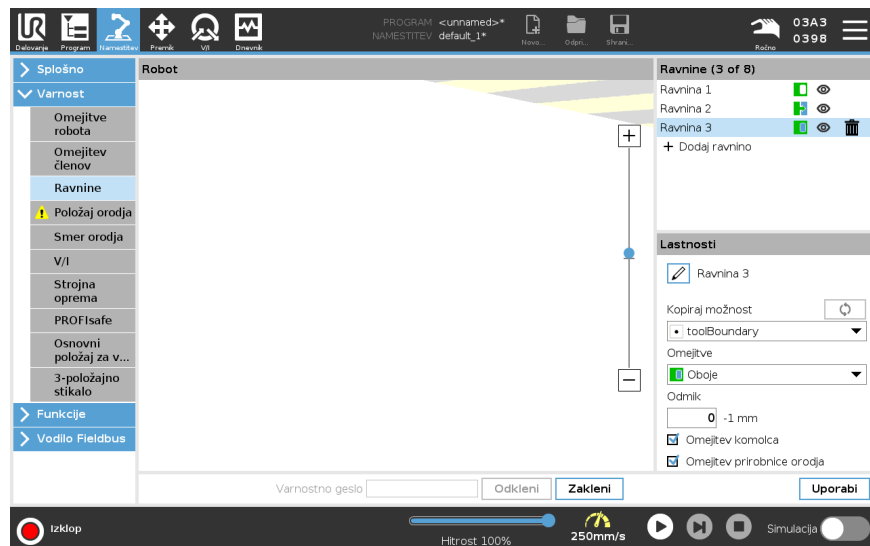 PROGRAM <unnamed>*
NAMESTITEV default_1*
Delovanje Program Namestitev Premik V/I Dnevnik
Novo... Odpri... Shrani... Ročno
03A3
0398
Splošno
Varnost
Omejitve
robota
Omejitev
členov
Ravnine
Položaj orodja
Smer orodja
V/I
Strojna
oprema
PROFIsafe
Osnovni
položaj za v...
3-položajno
stikalo
Funkcije
Vodilo Fieldbus
Robot
Ravnine (3 of 8)
Ravnina 1
Ravnina 2
Ravnina 3
+ Dodaj ravnino
Lastnosti
Ravnina 3
Kopiraj možnost
toolBoundary
Omejitve
Oboje
Odmik
0 -1 mm
Omejitev komolca
Omejitev prirobnice orodja
Varnostno geslo Odkleni Zakleni Uporabi
Izklop
Hitrost 100%
250mm/s
Simulacija